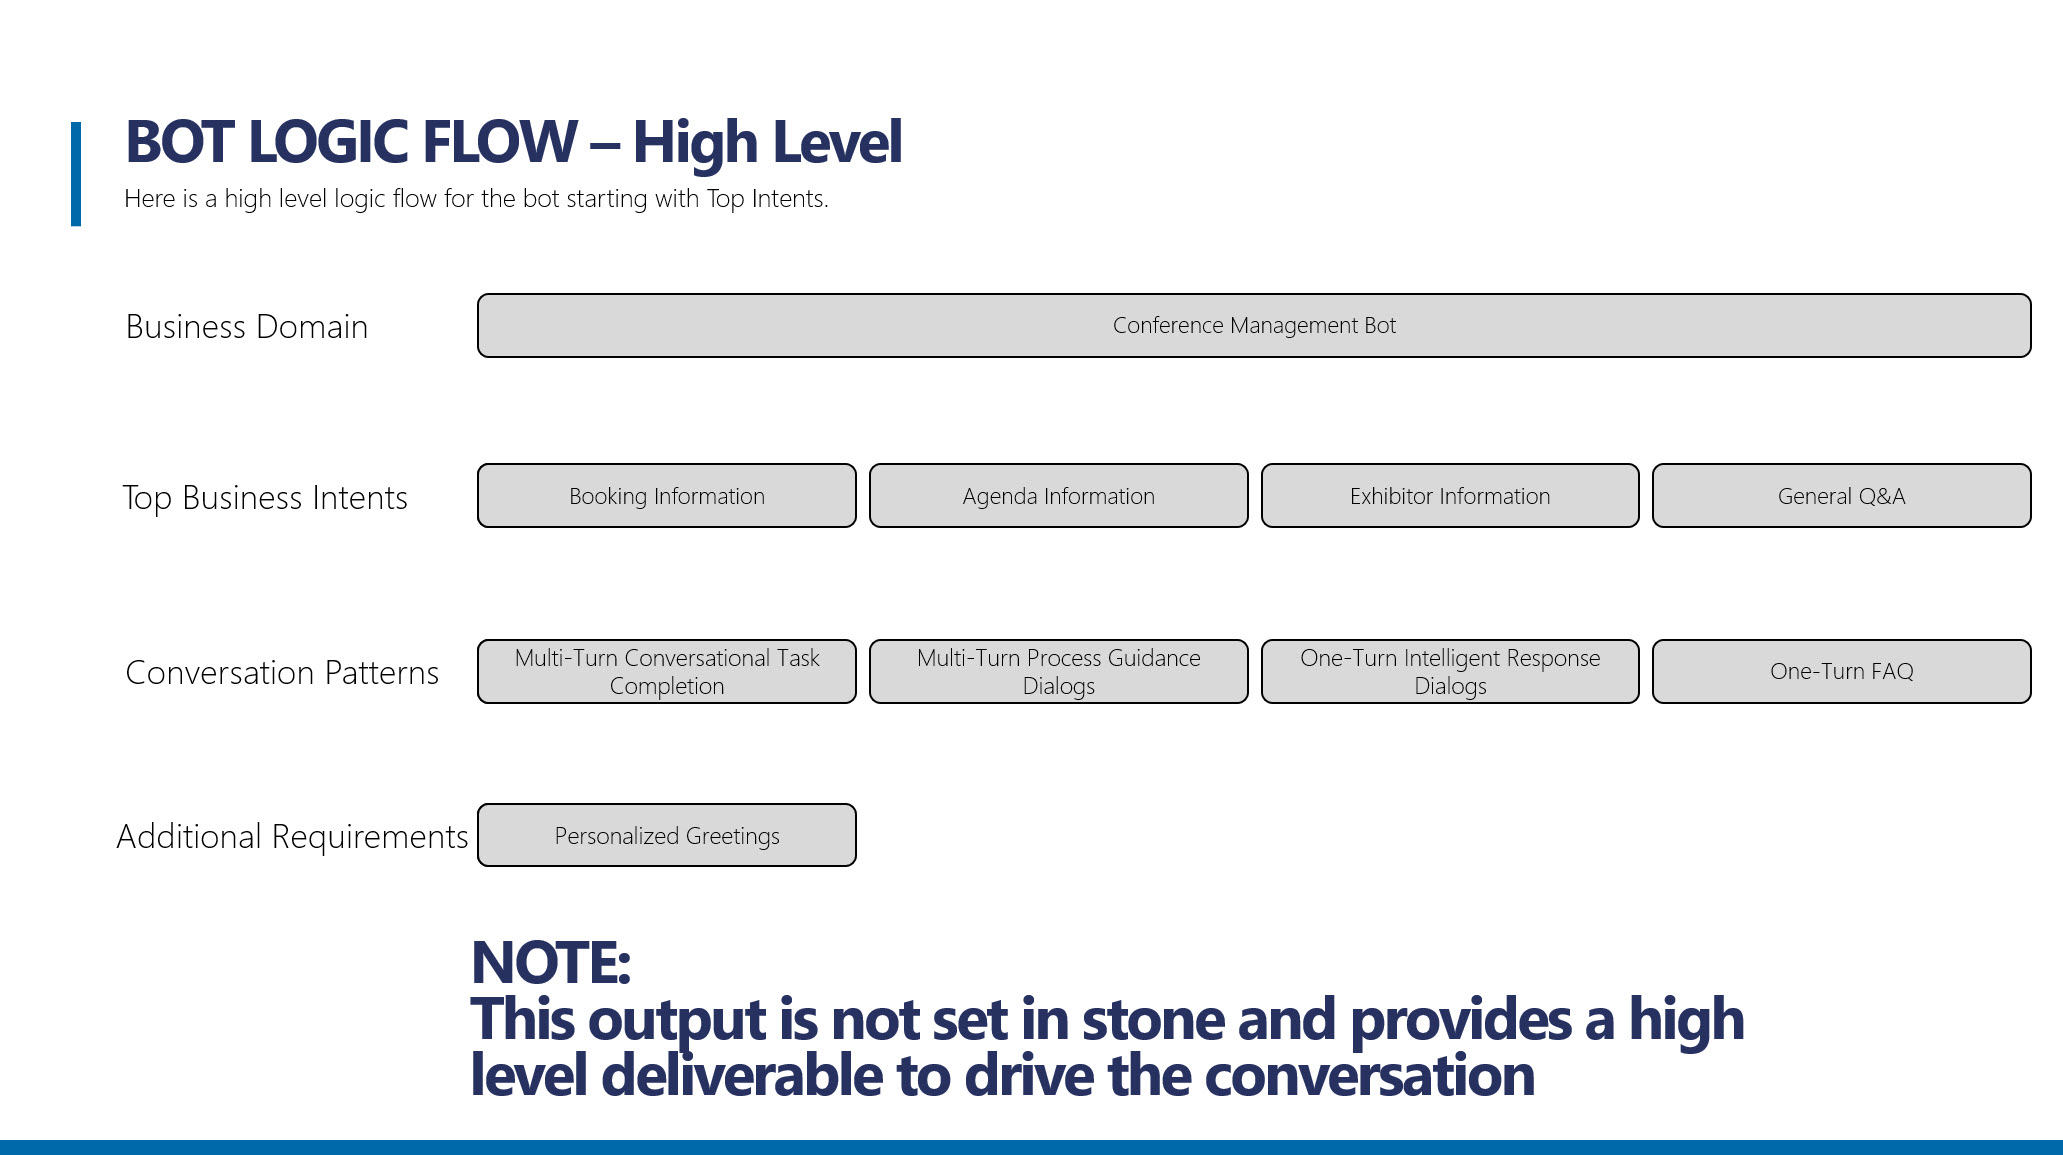 BOT LOGIC FLOW – High Level
Here is a high level logic flow for the bot starting with Top Intents.
Business Domain
Conference Management Bot
Top Business Intents
Booking Information
Agenda Information
Exhibitor Information
General Q&A
Conversation Patterns
Multi-Turn Conversational Task
Completion
Multi-Turn Process Guidance
Dialogs
One-Turn Intelligent Response
Dialogs
One-Turn FAQ
Additional Requirements
Personalized Greetings
NOTE:
This output is not set in stone and provides a high
level deliverable to drive the conversation